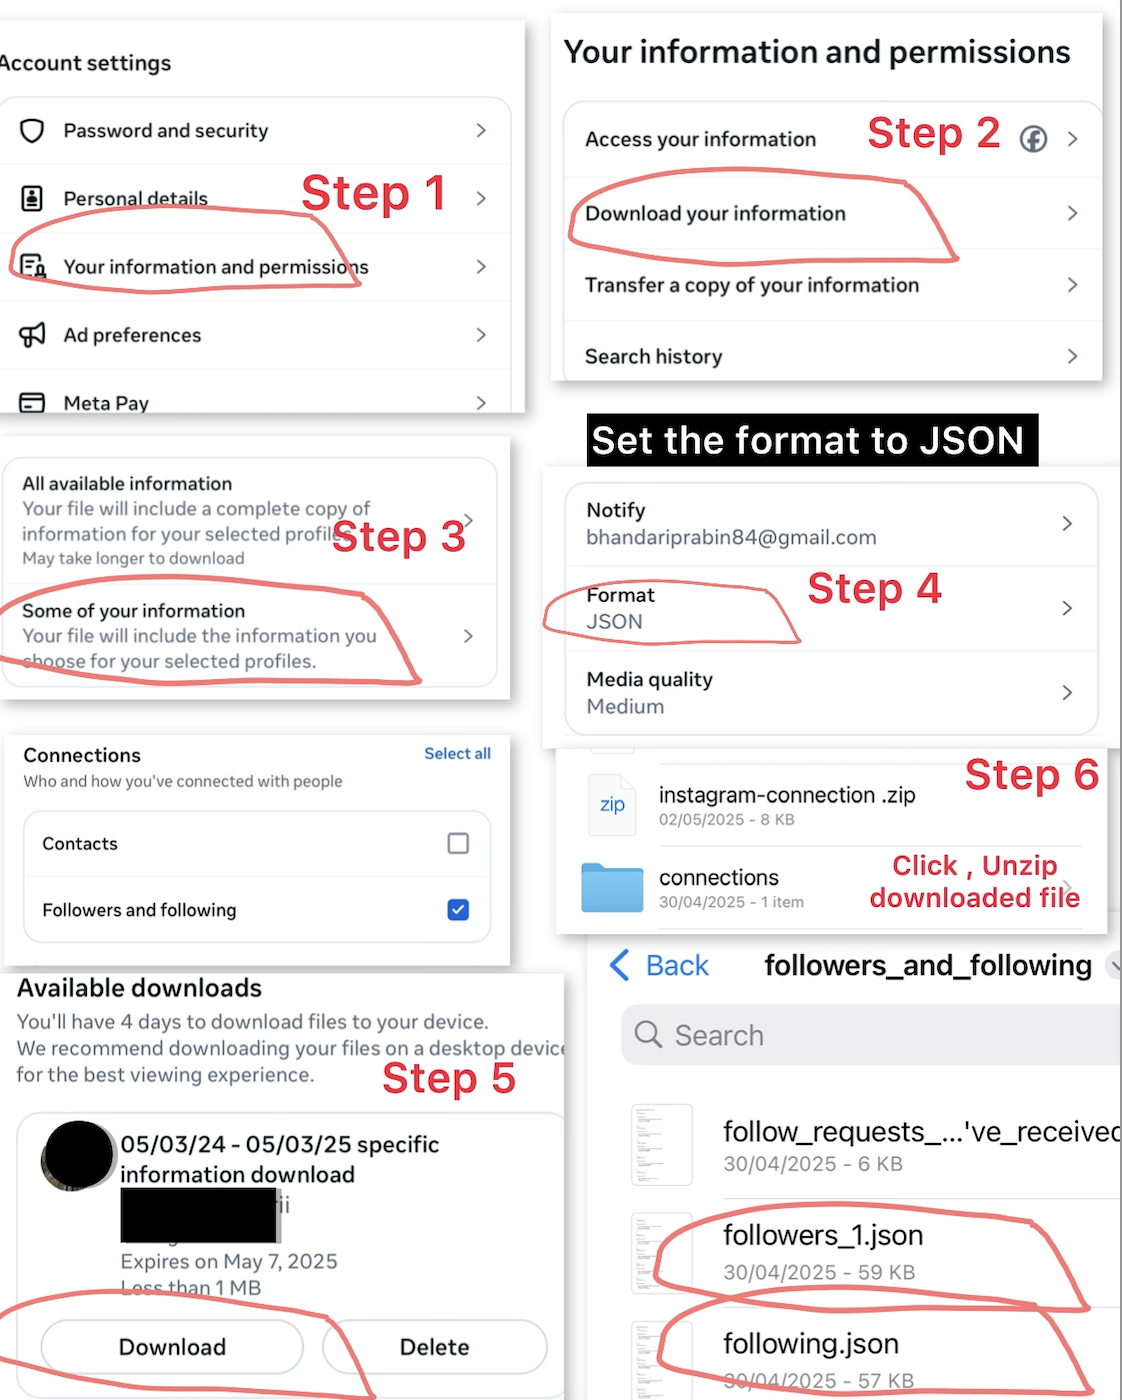 Account settings
Password and security
Personal details
Step 1
Your information and permissions
Ad preferences
Meta Pay
Your information and permissions
Access your information
Step 2
Download your information
Transfer a copy of your information
Search history
All available information
Your file will include a complete copy of
information for your selected profiles.
Step 3
May take longer to download
Some of your information
Your file will include the information you
choose for your selected profiles.
Set the format to JSON
Notify
bhandariprabin84@gmail.com
Format
JSON
Step 4
Media quality
Medium
Connections
Select all
Who and how you've connected with people
Contacts
Followers and following
Available downloads
You'll have 4 days to download files to your device.
We recommend downloading your files on a desktop device
for the best viewing experience.
Step 5
05/03/24 - 05/03/25 specific
information download
Expires on May 7, 2025
Less than 1 MB
Download
Delete
Step 6
zip
instagram-connection .zip
02/05/2025 - 8 KB
connections
30/04/2025 - 1 item
Click , Unzip
downloaded file
Back
followers_and_following
Search
follow_requests_...'ve_received
30/04/2025 - 6 KB
followers_1.json
30/04/2025 - 59 KB
following.json
30/04/2025 - 57 KB